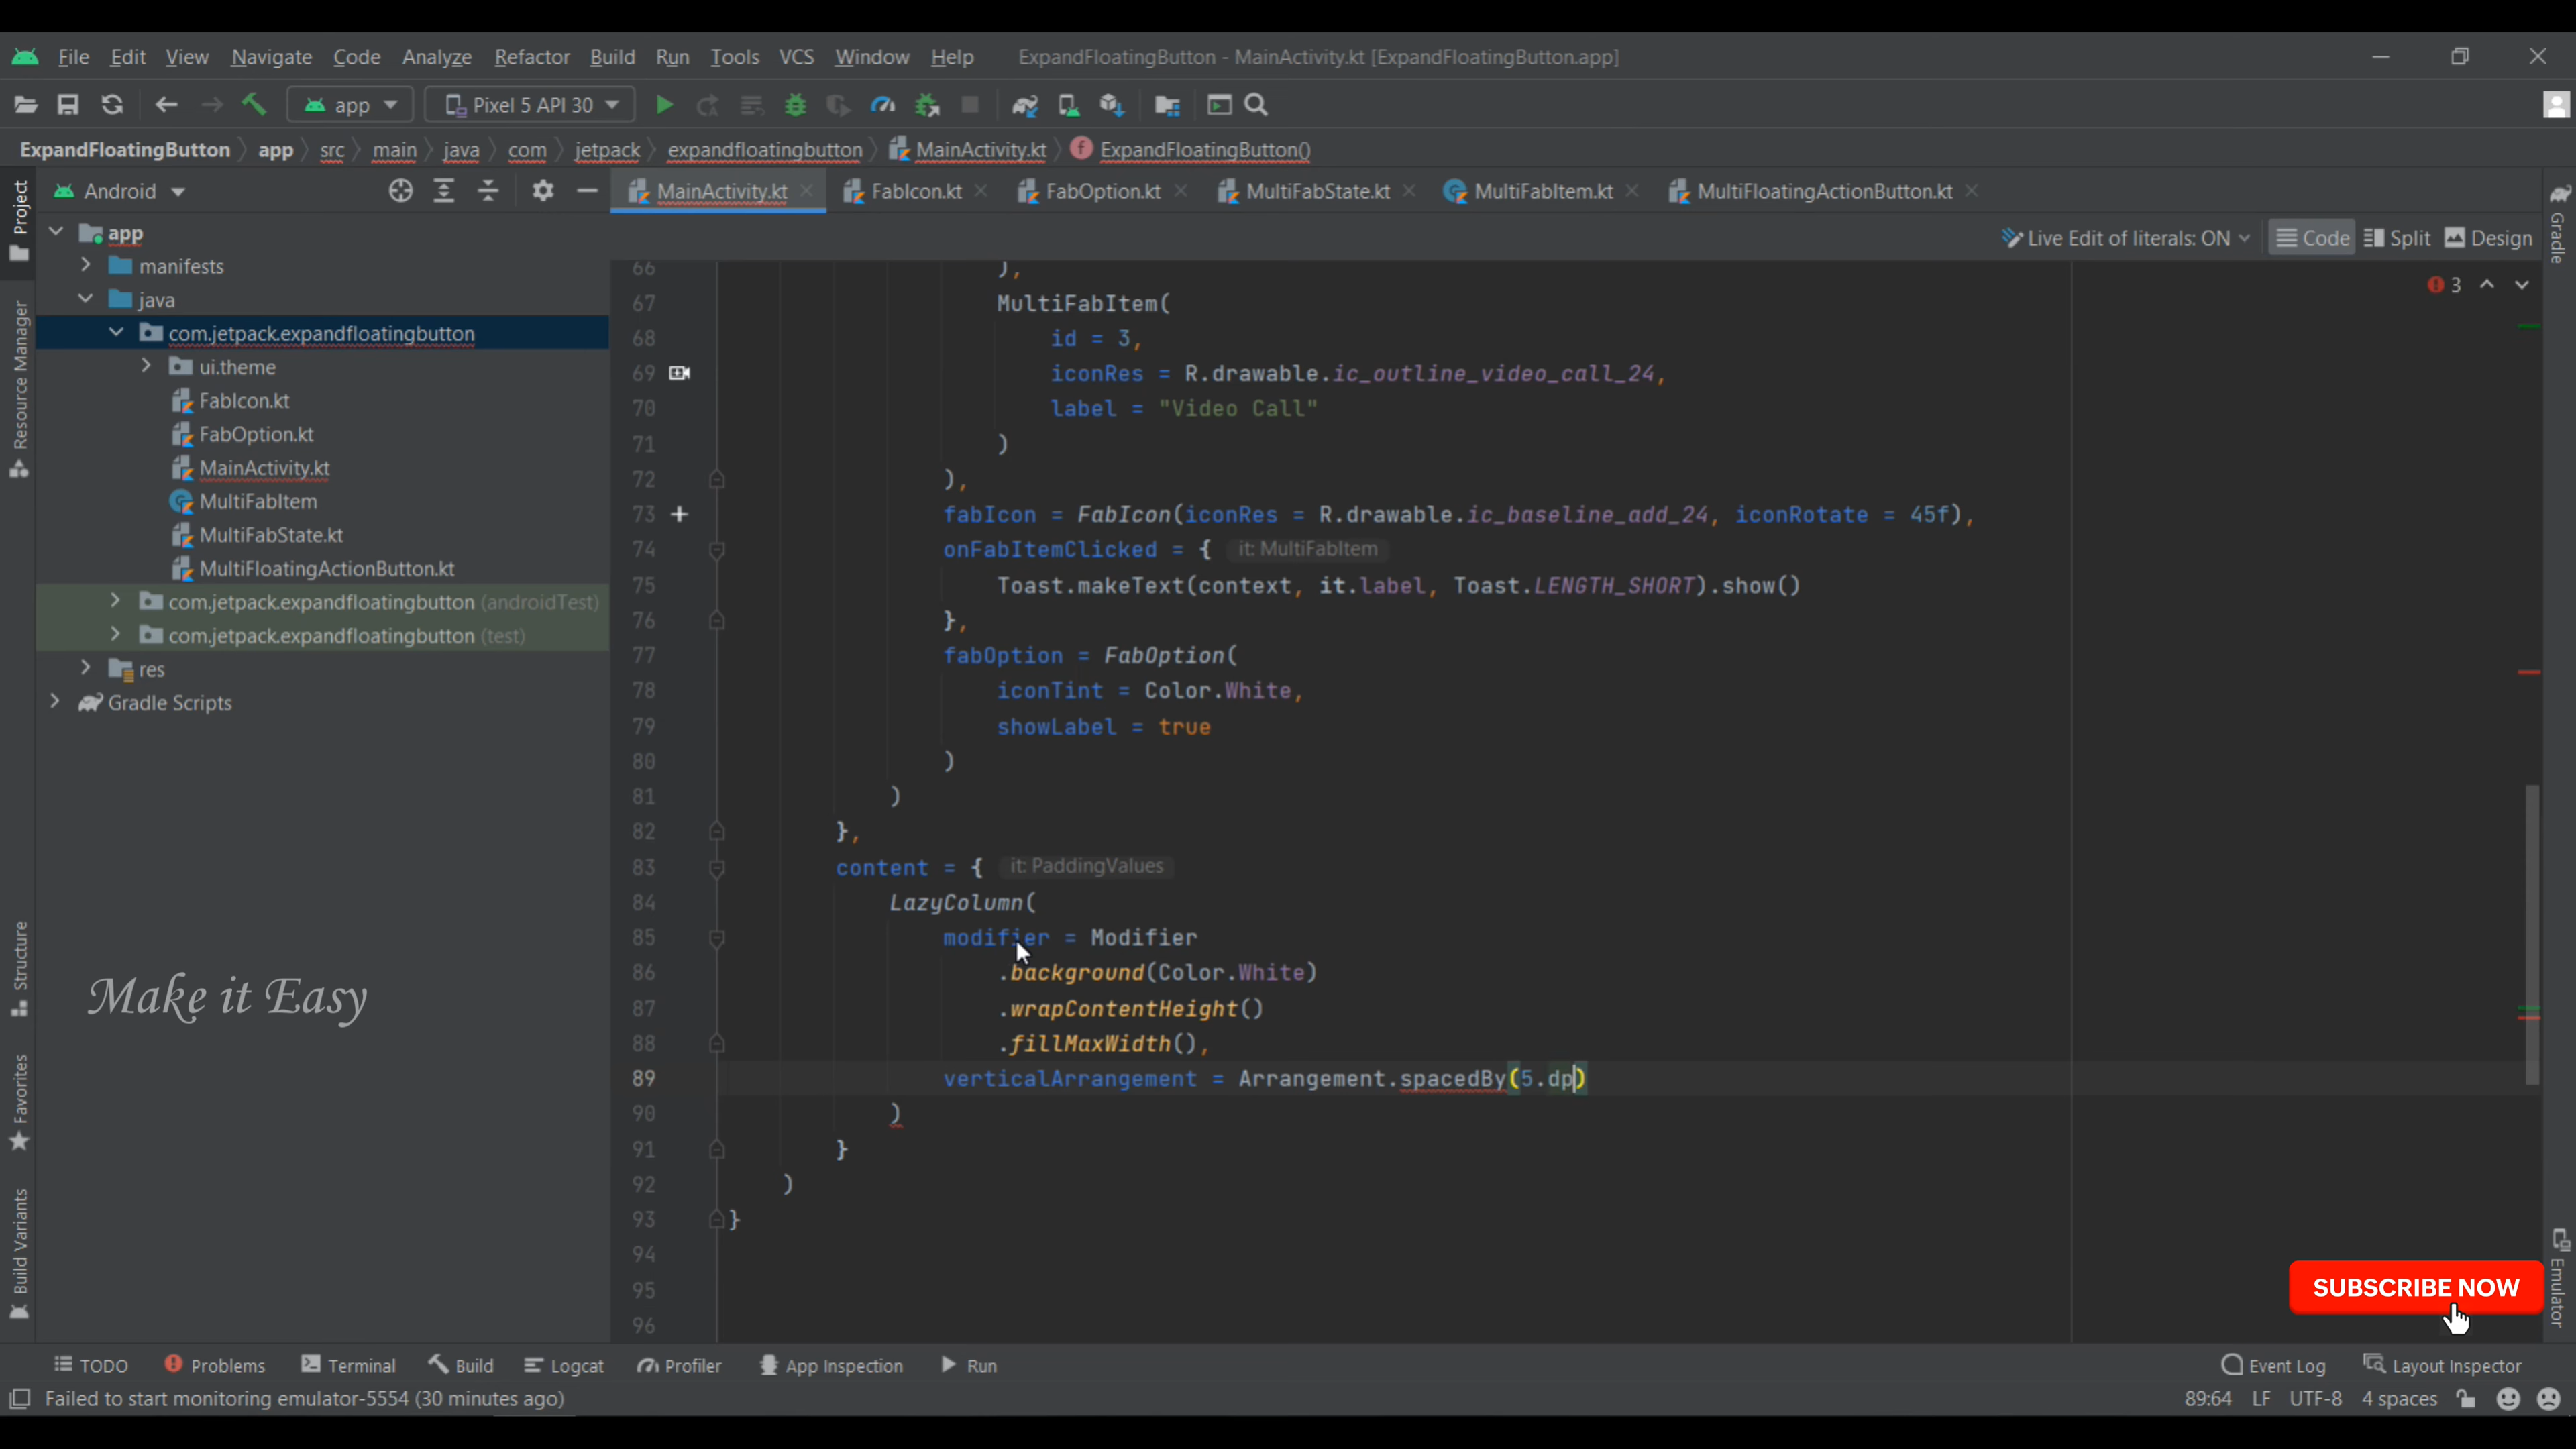 File Edit View Navigate Code Analyze Refactor Build Run Tools VCS Window Help ExpandFloatingButton - MainActivity.kt [ExpandFloatingButton.app]
app Pixel 5 API 30
ExpandFloatingButton app src main java com jetpack expandfloatingbutton MainActivity.kt ExpandFloatingButton()
Project
Resource Manager
Structure
Favorites
Build Variants
Android
app
manifests
java
com.jetpack.expandfloatingbutton
ui.theme
FabIcon.kt
FabOption.kt
MainActivity.kt
MultiFabItem
MultiFabState.kt
MultiFloatingActionButton.kt
com.jetpack.expandfloatingbutton (androidTest)
com.jetpack.expandfloatingbutton (test)
res
Gradle Scripts
Make it Easy
MainActivity.kt FabIcon.kt FabOption.kt MultiFabState.kt MultiFabItem.kt MultiFloatingActionButton.kt
Live Edit of literals: ON Code Split Design
3
66 ),
67 MultiFabItem(
68 id = 3,
69 iconRes = R.drawable.ic_outline_video_call_24,
70 label = "Video Call"
71 )
72 ),
73 fabIcon = FabIcon(iconRes = R.drawable.ic_baseline_add_24, iconRotate = 45f),
74 onFabItemClicked = { it: MultiFabItem
75 Toast.makeText(context, it.label, Toast.LENGTH_SHORT).show()
76 },
77 fabOption = FabOption(
78 iconTint = Color.White,
79 showLabel = true
80 )
81 )
82 },
83 content = { it: PaddingValues
84 LazyColumn(
85 modifier = Modifier
86 .background(Color.White)
87 .wrapContentHeight()
88 .fillMaxWidth(),
89 verticalArrangement = Arrangement.spacedBy(5.dp)
90 )
91 }
92 )
93 }
94
95
96
Gradle
Emulator
SUBSCRIBE NOW
TODO Problems Terminal Build Logcat Profiler App Inspection Run Event Log Layout Inspector
Failed to start monitoring emulator-5554 (30 minutes ago) 89:64 LF UTF-8 4 spaces